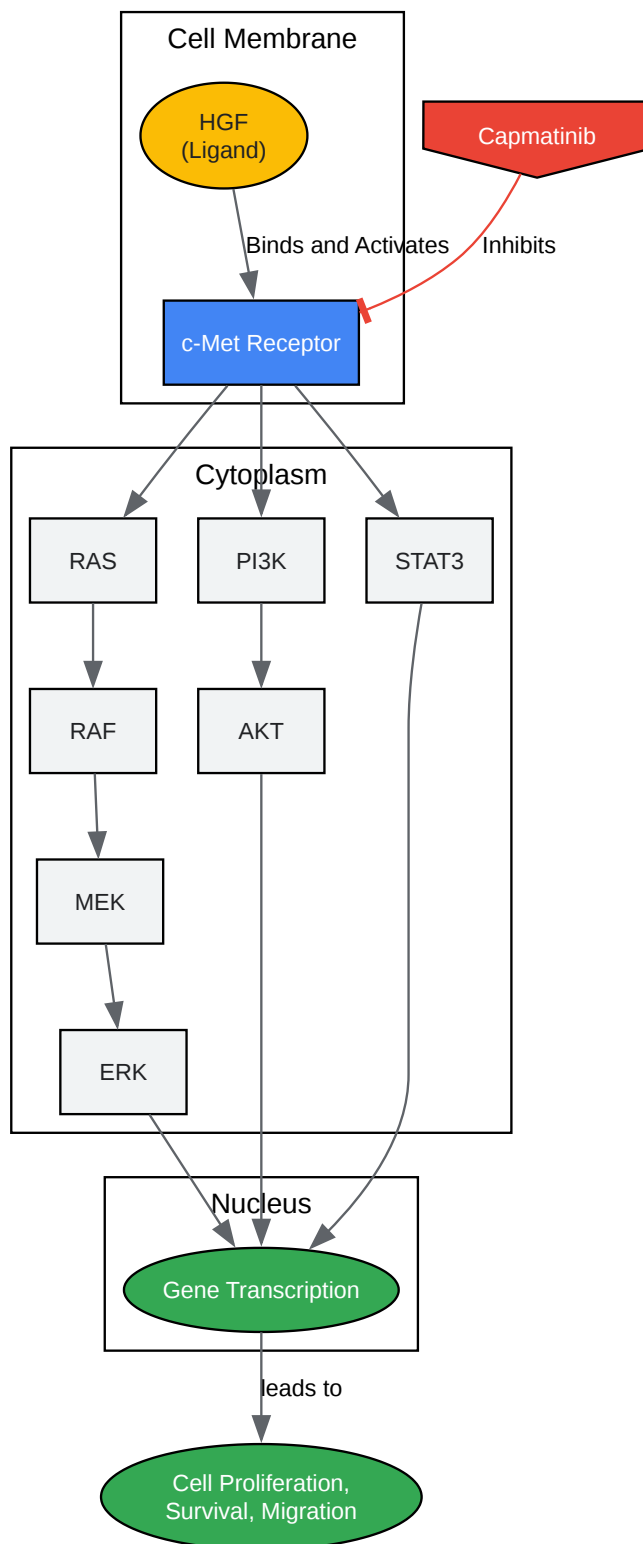 Cell Membrane
HGF
(Ligand)
Capmatinib
Binds and Activates
Inhibits
c-Met Receptor
Cytoplasm
RAS
PI3K
STAT3
RAF
AKT
MEK
ERK
Nucleus
Gene Transcription
leads to
Cell Proliferation,
Survival, Migration